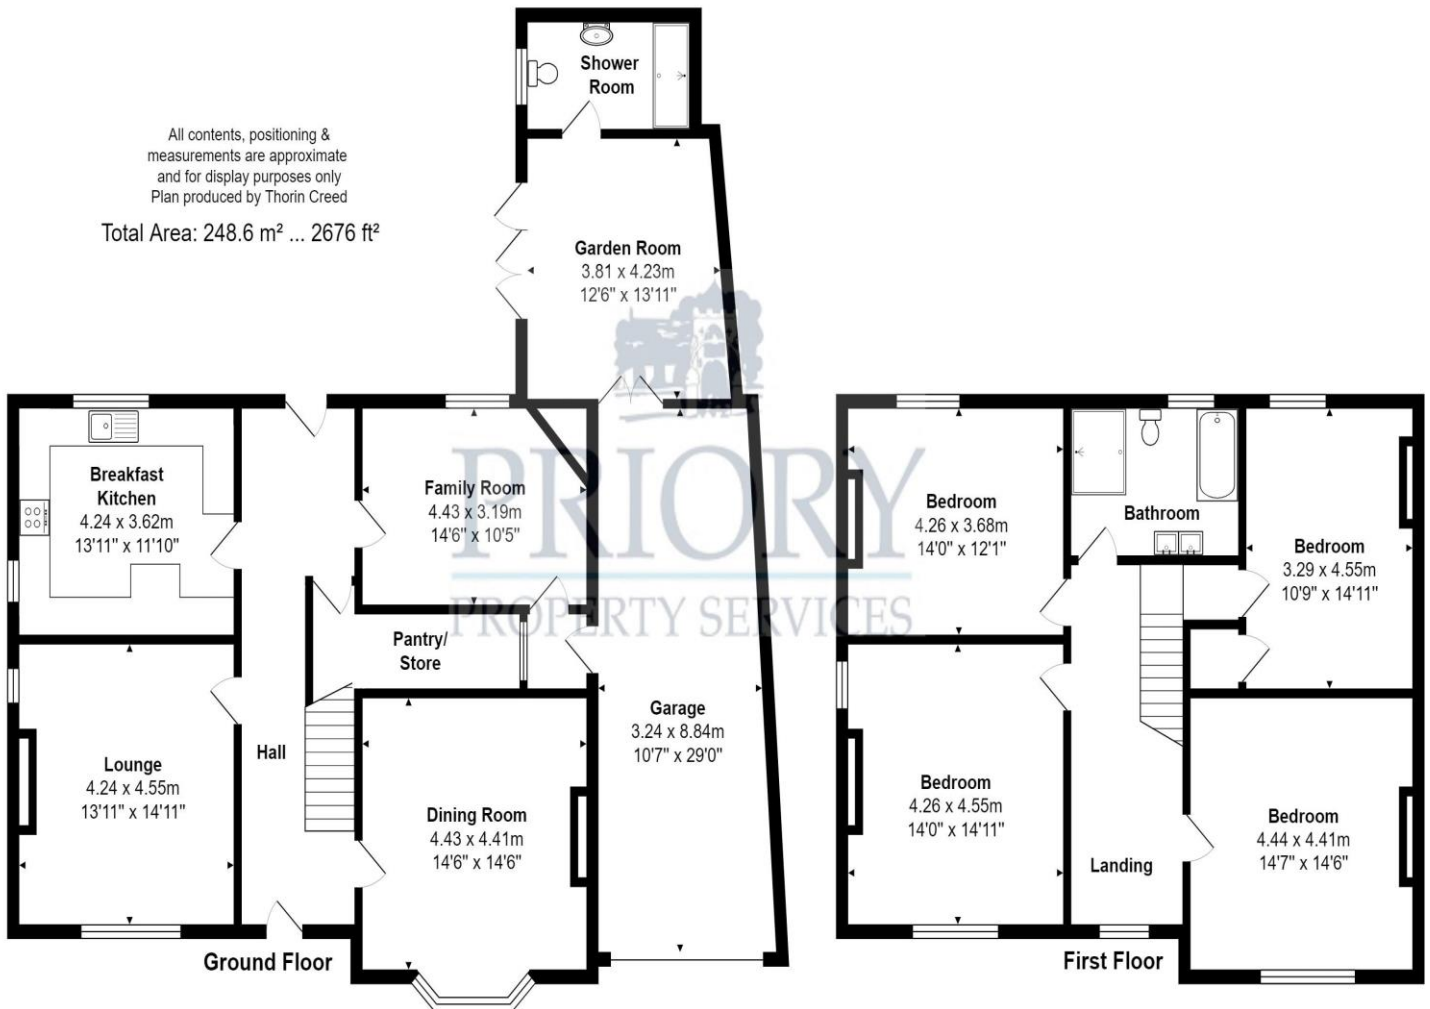 All contents, positioning &
measurements are approximate
and for display purposes only
Plan produced by Thorin Creed
Total Area: 248.6 m² ... 2676 ft²
Shower
Room
Garden Room
3.81 x 4.23m
12'6" x 13'11"
Breakfast
Kitchen
4.24 x 3.62m
13'11" x 11'10"
Family Room
4.43 x 3.19m
14'6" x 10'5"
Pantry/
Store
Lounge
4.24 x 4.55m
13'11" x 14'11"
Hall
Dining Room
4.43 x 4.41m
14'6" x 14'6"
Garage
3.24 x 8.84m
10'7" x 29'0"
Ground Floor
Bedroom
4.26 x 3.68m
14'0" x 12'1"
Bathroom
Bedroom
3.29 x 4.55m
10'9" x 14'11"
Bedroom
4.26 x 4.55m
14'0" x 14'11"
Landing
Bedroom
4.44 x 4.41m
14'7" x 14'6"
First Floor
PRIORY
PROPERTY SERVICES